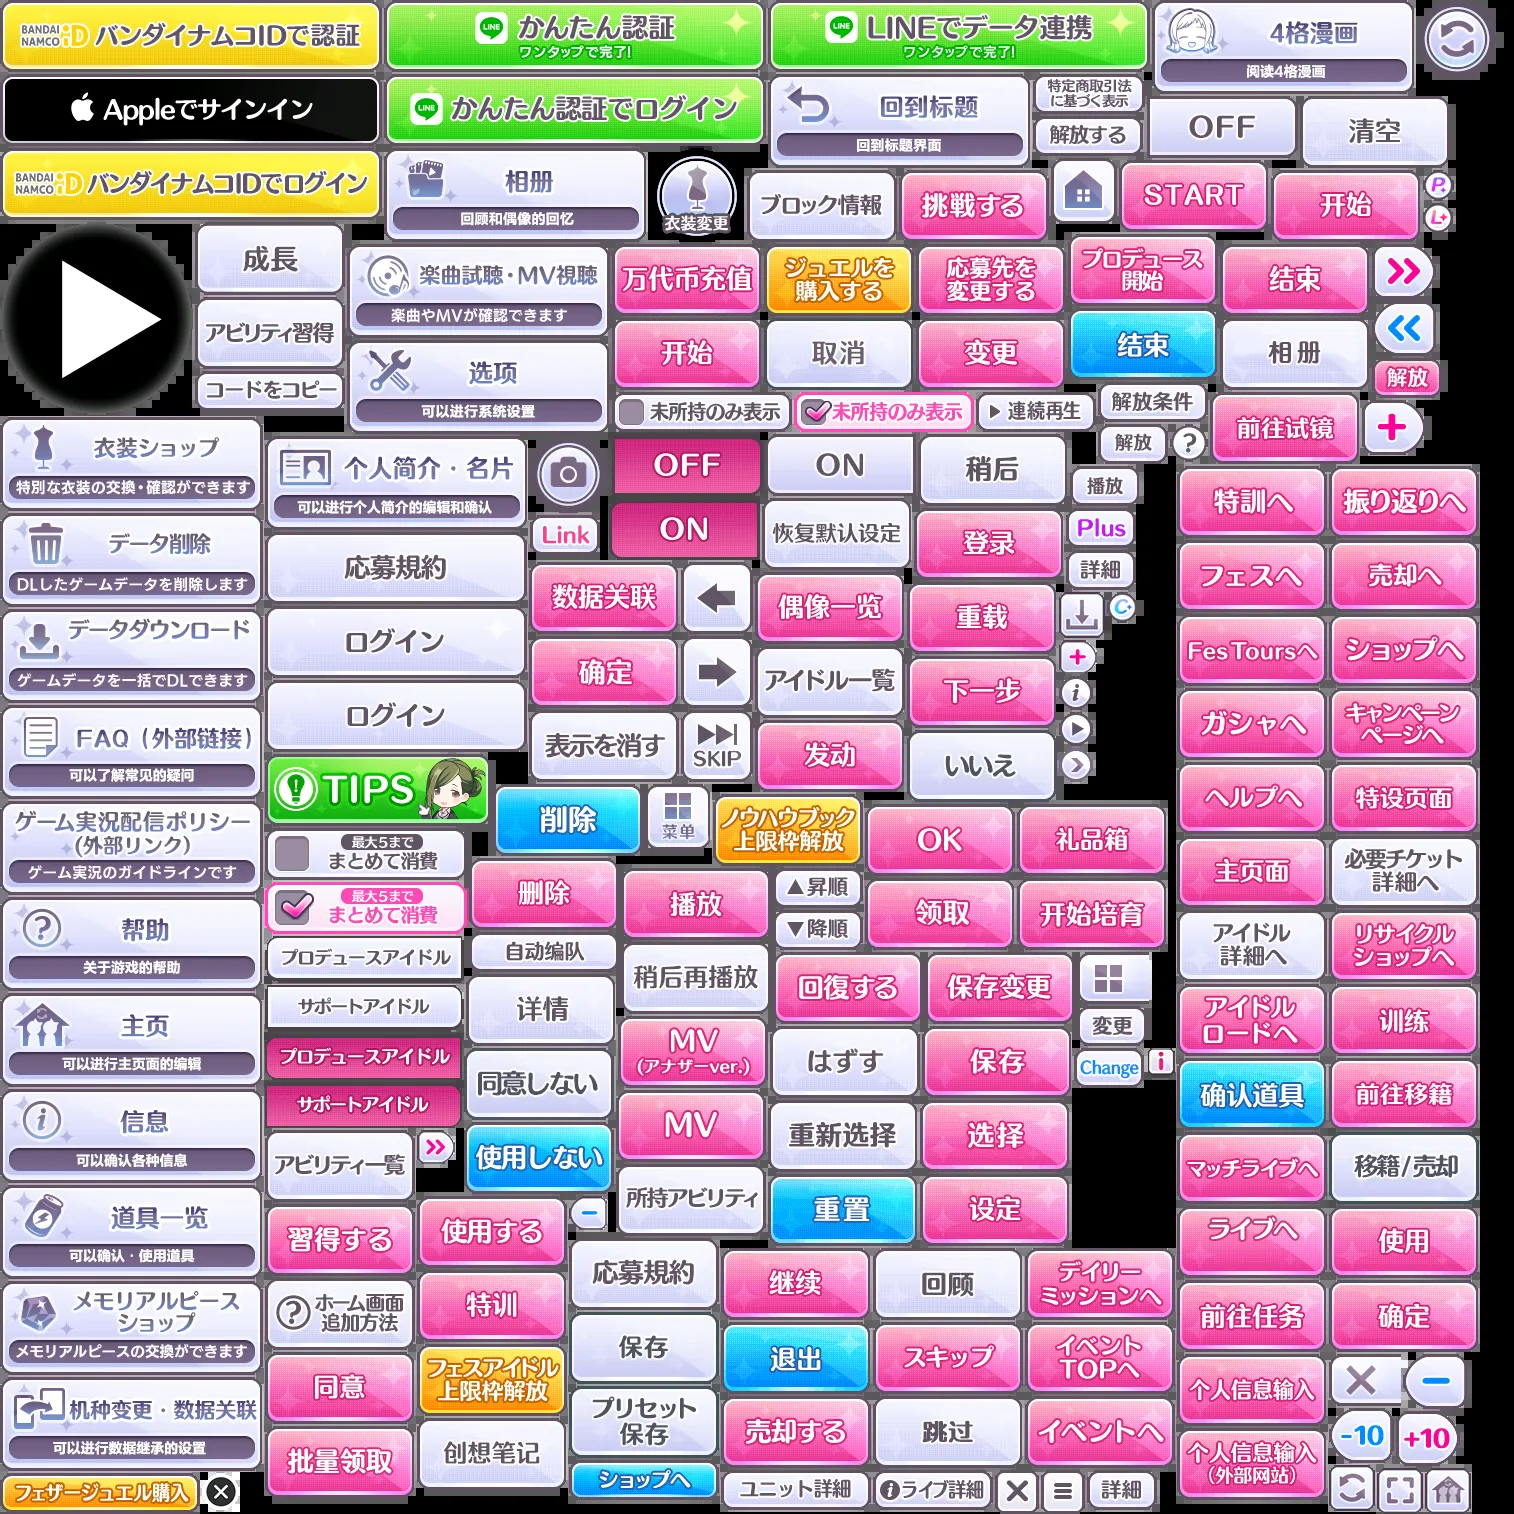 BANDAI NAMCO iD バンダイナムコIDで認証
LINE かんたん認証
ワンタップで完了!
LINE LINEでデータ連携
ワンタップで完了!
4格漫画
阅读4格漫画
Appleでサインイン
LINE かんたん認証でログイン
回到标题
回到标题界面
特定商取引法
に基づく表示
解放する
OFF
清空
BANDAI NAMCO iD バンダイナムコIDでログイン
相册
回顾和偶像的回忆
衣装変更
ブロック情報
挑戦する
START
开始
P
L
成長
アビリティ習得
コードをコピー
楽曲試聴・MV視聴
楽曲やMVが確認できます
选项
可以进行系统设置
万代币充值
ジュエルを
購入する
応募先を
変更する
プロデュース
開始
结束
开始
取消
変更
结束
相册
解放
未所持のみ表示
未所持のみ表示
連続再生
解放条件
解放
?
前往试镜
衣装ショップ
特別な衣装の交換・確認ができます
データ削除
DLしたゲームデータを削除します
データダウンロード
ゲームデータを一括でDLできます
FAQ（外部链接）
可以了解常见的疑问
ゲーム実況配信ポリシー
(外部リンク)
ゲーム実況のガイドラインです
帮助
关于游戏的帮助
主页
可以进行主页面的编辑
信息
可以确认各种信息
道具一览
可以确认・使用道具
メモリアルピース
ショップ
メモリアルピースの交換ができます
机种变更・数据关联
可以进行数据继承的设置
フェザージュエル購入
个人简介・名片
可以进行个人简介的编辑和确认
応募規約
ログイン
ログイン
TIPS
最大5まで
まとめて消費
最大5まで
まとめて消費
プロデュースアイドル
サポートアイドル
プロデュースアイドル
サポートアイドル
アビリティ一覧
習得する
ホーム画面
追加方法
同意
批量领取
Link
OFF
ON
ON
稍后
恢复默认设定
登录
播放
Plus
詳細
数据关联
偶像一览
重载
C
确定
アイドル一覧
下一步
表示を消す
SKIP
发动
いいえ
削除
菜单
ノウハウブック
上限枠解放
OK
礼品箱
删除
播放
昇順
降順
领取
开始培育
自动编队
稍后再播放
回復する
保存变更
详情
MV
(アナザーver.)
はずす
保存
変更
Change
同意しない
MV
重新选择
选择
使用しない
所持アビリティ
重置
设定
使用する
特训
フェスアイドル
上限枠解放
创想笔记
応募規約
保存
プリセット
保存
ショップへ
继续
回顾
デイリー
ミッションへ
退出
スキップ
イベント
TOPへ
売却する
跳过
イベントへ
ユニット詳細
ライブ詳細
詳細
特訓へ
振り返りへ
フェスへ
売却へ
Fes Toursへ
ショップへ
ガシャへ
キャンペーン
ページへ
ヘルプへ
特设页面
主页面
必要チケット
詳細へ
アイドル
詳細へ
リサイクル
ショップへ
アイドル
ロードへ
训练
确认道具
前往移籍
マッチライブへ
移籍/売却
ライブへ
使用
前往任务
确定
个人信息输入
个人信息输入
(外部网站)
-10
+10